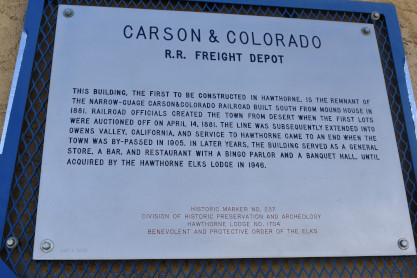 CARSON & COLORADO
R.R. FREIGHT DEPOT
THIS BUILDING, THE FIRST TO BE CONSTRUCTED IN HAWTHORNE, IS THE REMNANT OF
THE NARROW-GUAGE CARSON&COLORADO RAILROAD BUILT SOUTH FROM MOUND HOUSE IN
1881. RAILROAD OFFICIALS CREATED THE TOWN FROM DESERT WHEN THE FIRST LOTS
WERE AUCTIONED OFF ON APRIL 14, 1881. THE LINE WAS SUBSEQUENTLY EXTENDED INTO
OWENS VALLEY, CALIFORNIA, AND SERVICE TO HAWTHORNE CAME TO AN END WHEN THE
TOWN WAS BY-PASSED IN 1905. IN LATER YEARS, THE BUILDING SERVED AS A GENERAL
STORE, A BAR, AND RESTAURANT WITH A BINGO PARLOR AND A BANQUET HALL, UNTIL
ACQUIRED BY THE HAWTHORNE ELKS LODGE IN 1946.
HISTORIC MARKER NO. 237
DIVISION OF HISTORIC PRESERVATION AND ARCHEOLOGY
HAWTHORNE LODGE NO. 1704
BENEVOLENT AND PROTECTIVE ORDER OF THE ELKS